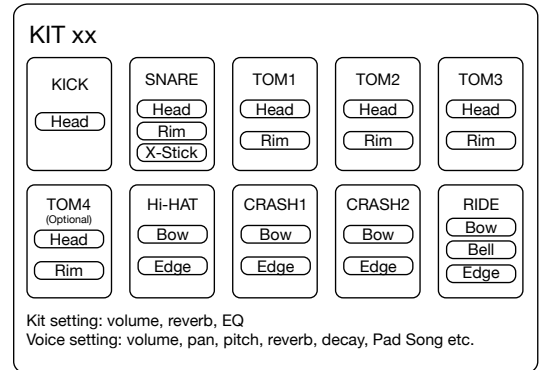 KIT xx
KICK
Head
SNARE
Head
Rim
X-Stick
TOM1
Head
Rim
TOM2
Head
Rim
TOM3
Head
Rim
TOM4
(Optional)
Head
Rim
Hi-HAT
Bow
Edge
CRASH1
Bow
Edge
CRASH2
Bow
Edge
RIDE
Bow
Bell
Edge
Kit setting: volume, reverb, EQ
Voice setting: volume, pan, pitch, reverb, decay, Pad Song etc.